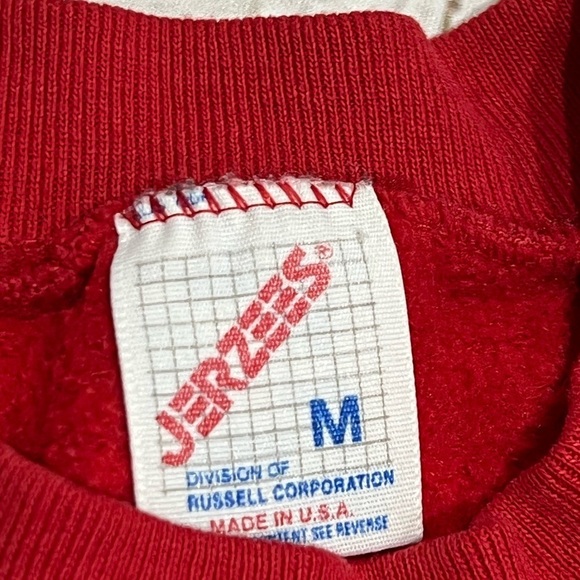 JERZEES®
M
DIVISION OF
RUSSELL CORPORATION
MADE IN U.S.A.
SEE REVERSE